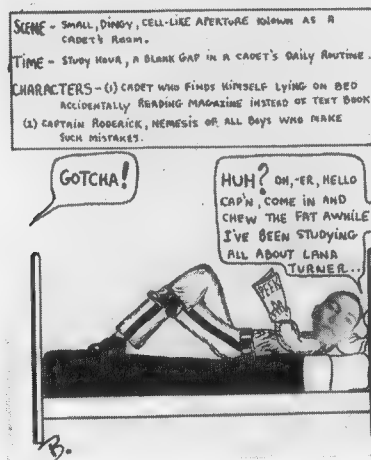 SCENE - SMALL, DINGY, CELL-LIKE APERTURE KNOWN AS A
CADET'S ROOM.
TIME - STUDY HOUR, A BLANK GAP IN A CADET'S DAILY ROUTINE.
CHARACTERS - (1) CADET WHO FINDS HIMSELF LYING ON BED
ACCIDENTALLY READING MAGAZINE INSTEAD OF TEXT BOOK
(2) CAPTAIN RODERICK, NEMESIS OF ALL BOYS WHO MAKE
SUCH MISTAKES.
GOTCHA!
HUH? OH,-ER, HELLO
CAP'N, COME IN AND
CHEW THE FAT AWHILE
I'VE BEEN STUDYING
ALL ABOUT LANA
TURNER..
PEEK
B.